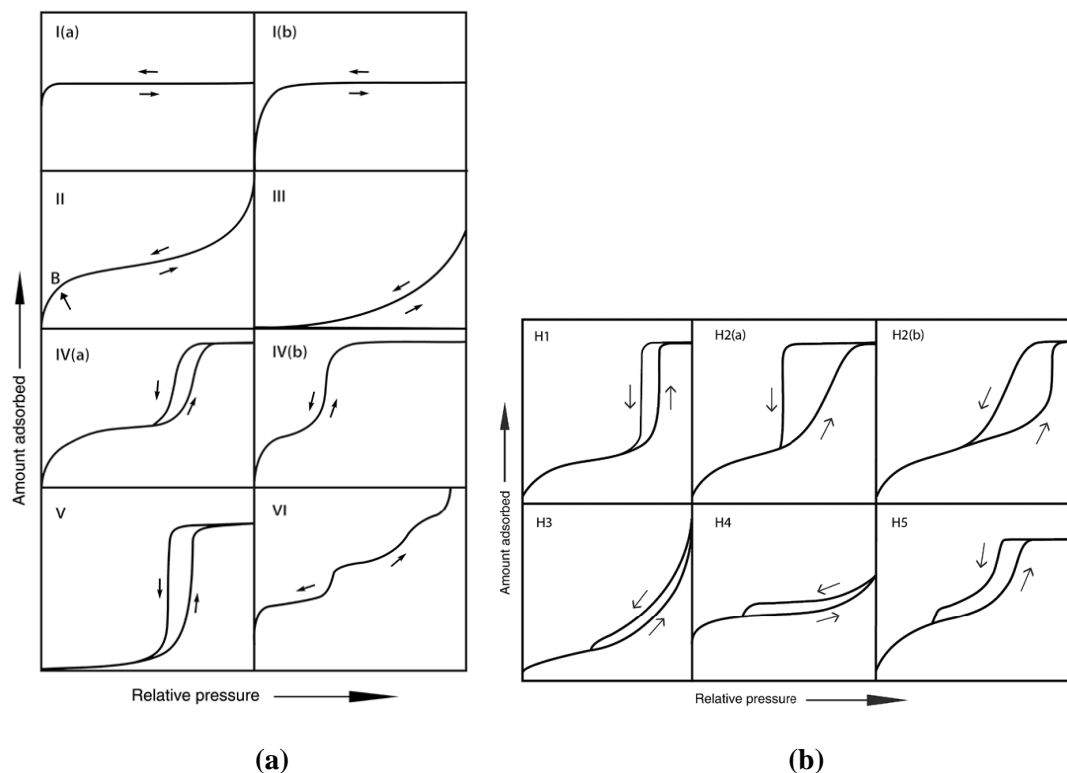 I(a)
I(b)
II
III
B
IV(a)
IV(b)
V
VI
Amount adsorbed
Relative pressure
H1
H2(a)
H2(b)
H3
H4
H5
Amount adsorbed
Relative pressure
(a)
(b)